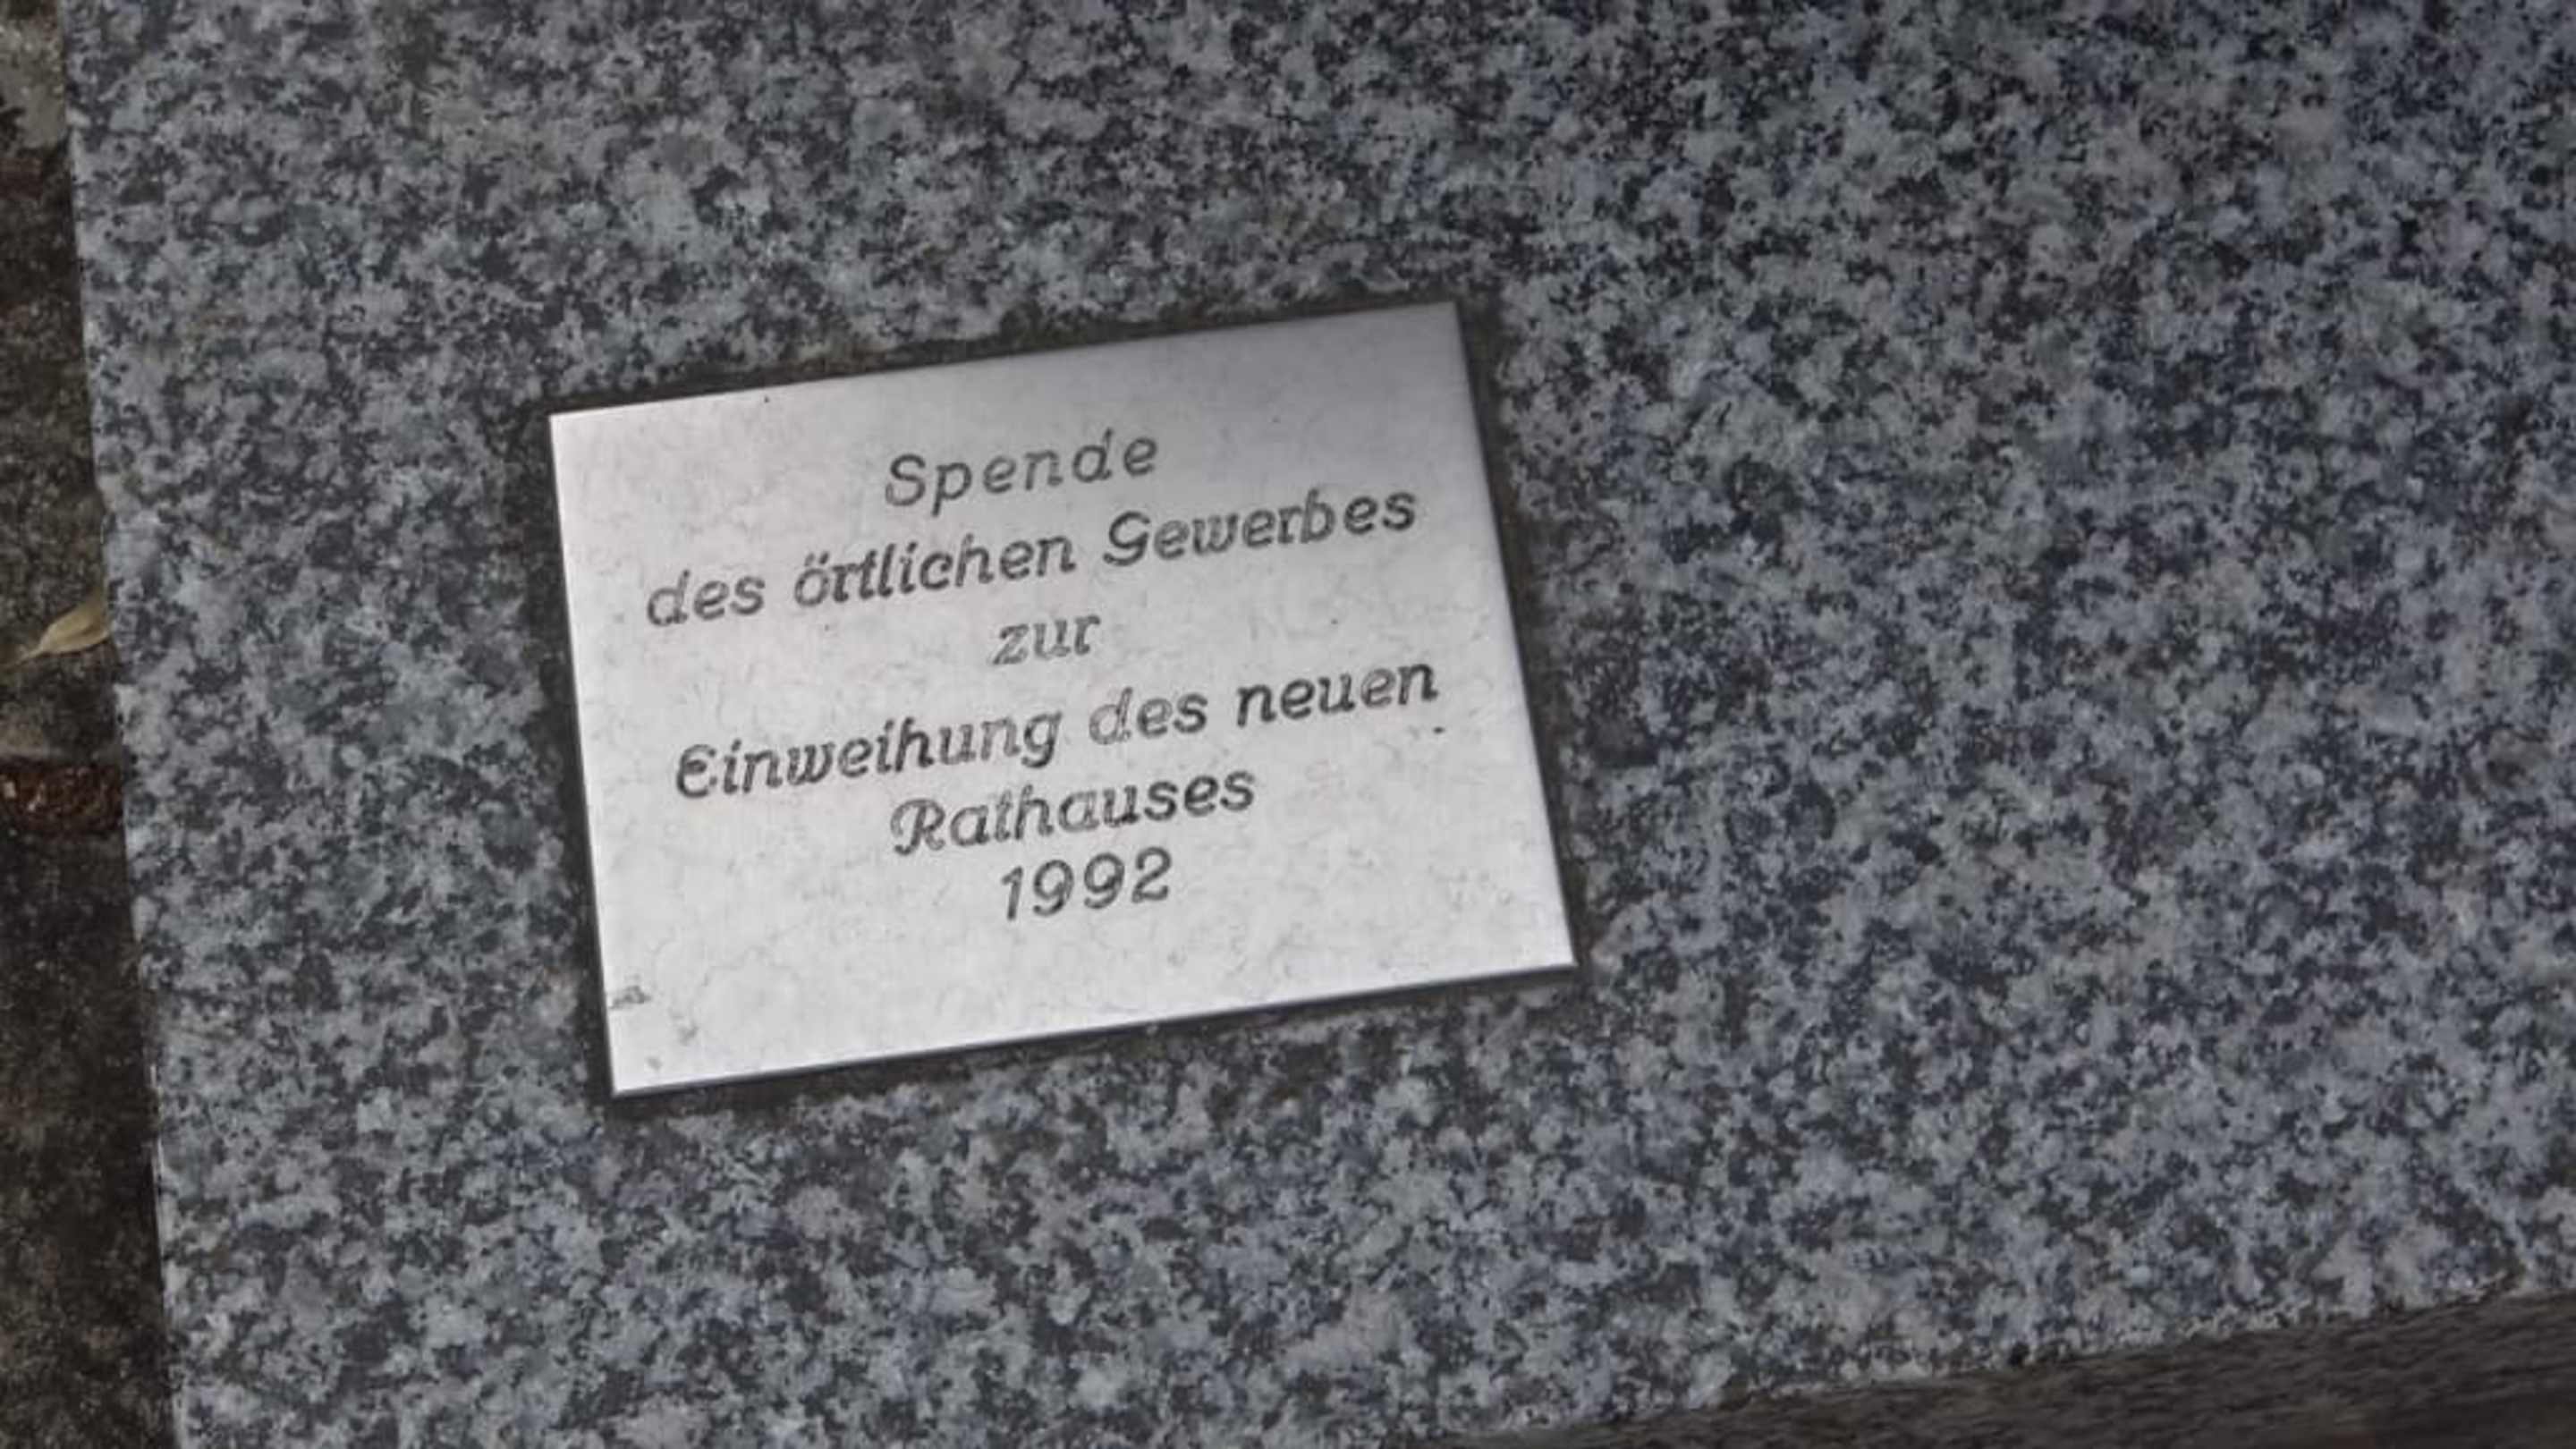 Spende
des örtlichen Gewerbes
zur
Einweihung des neuen
Rathauses
1992